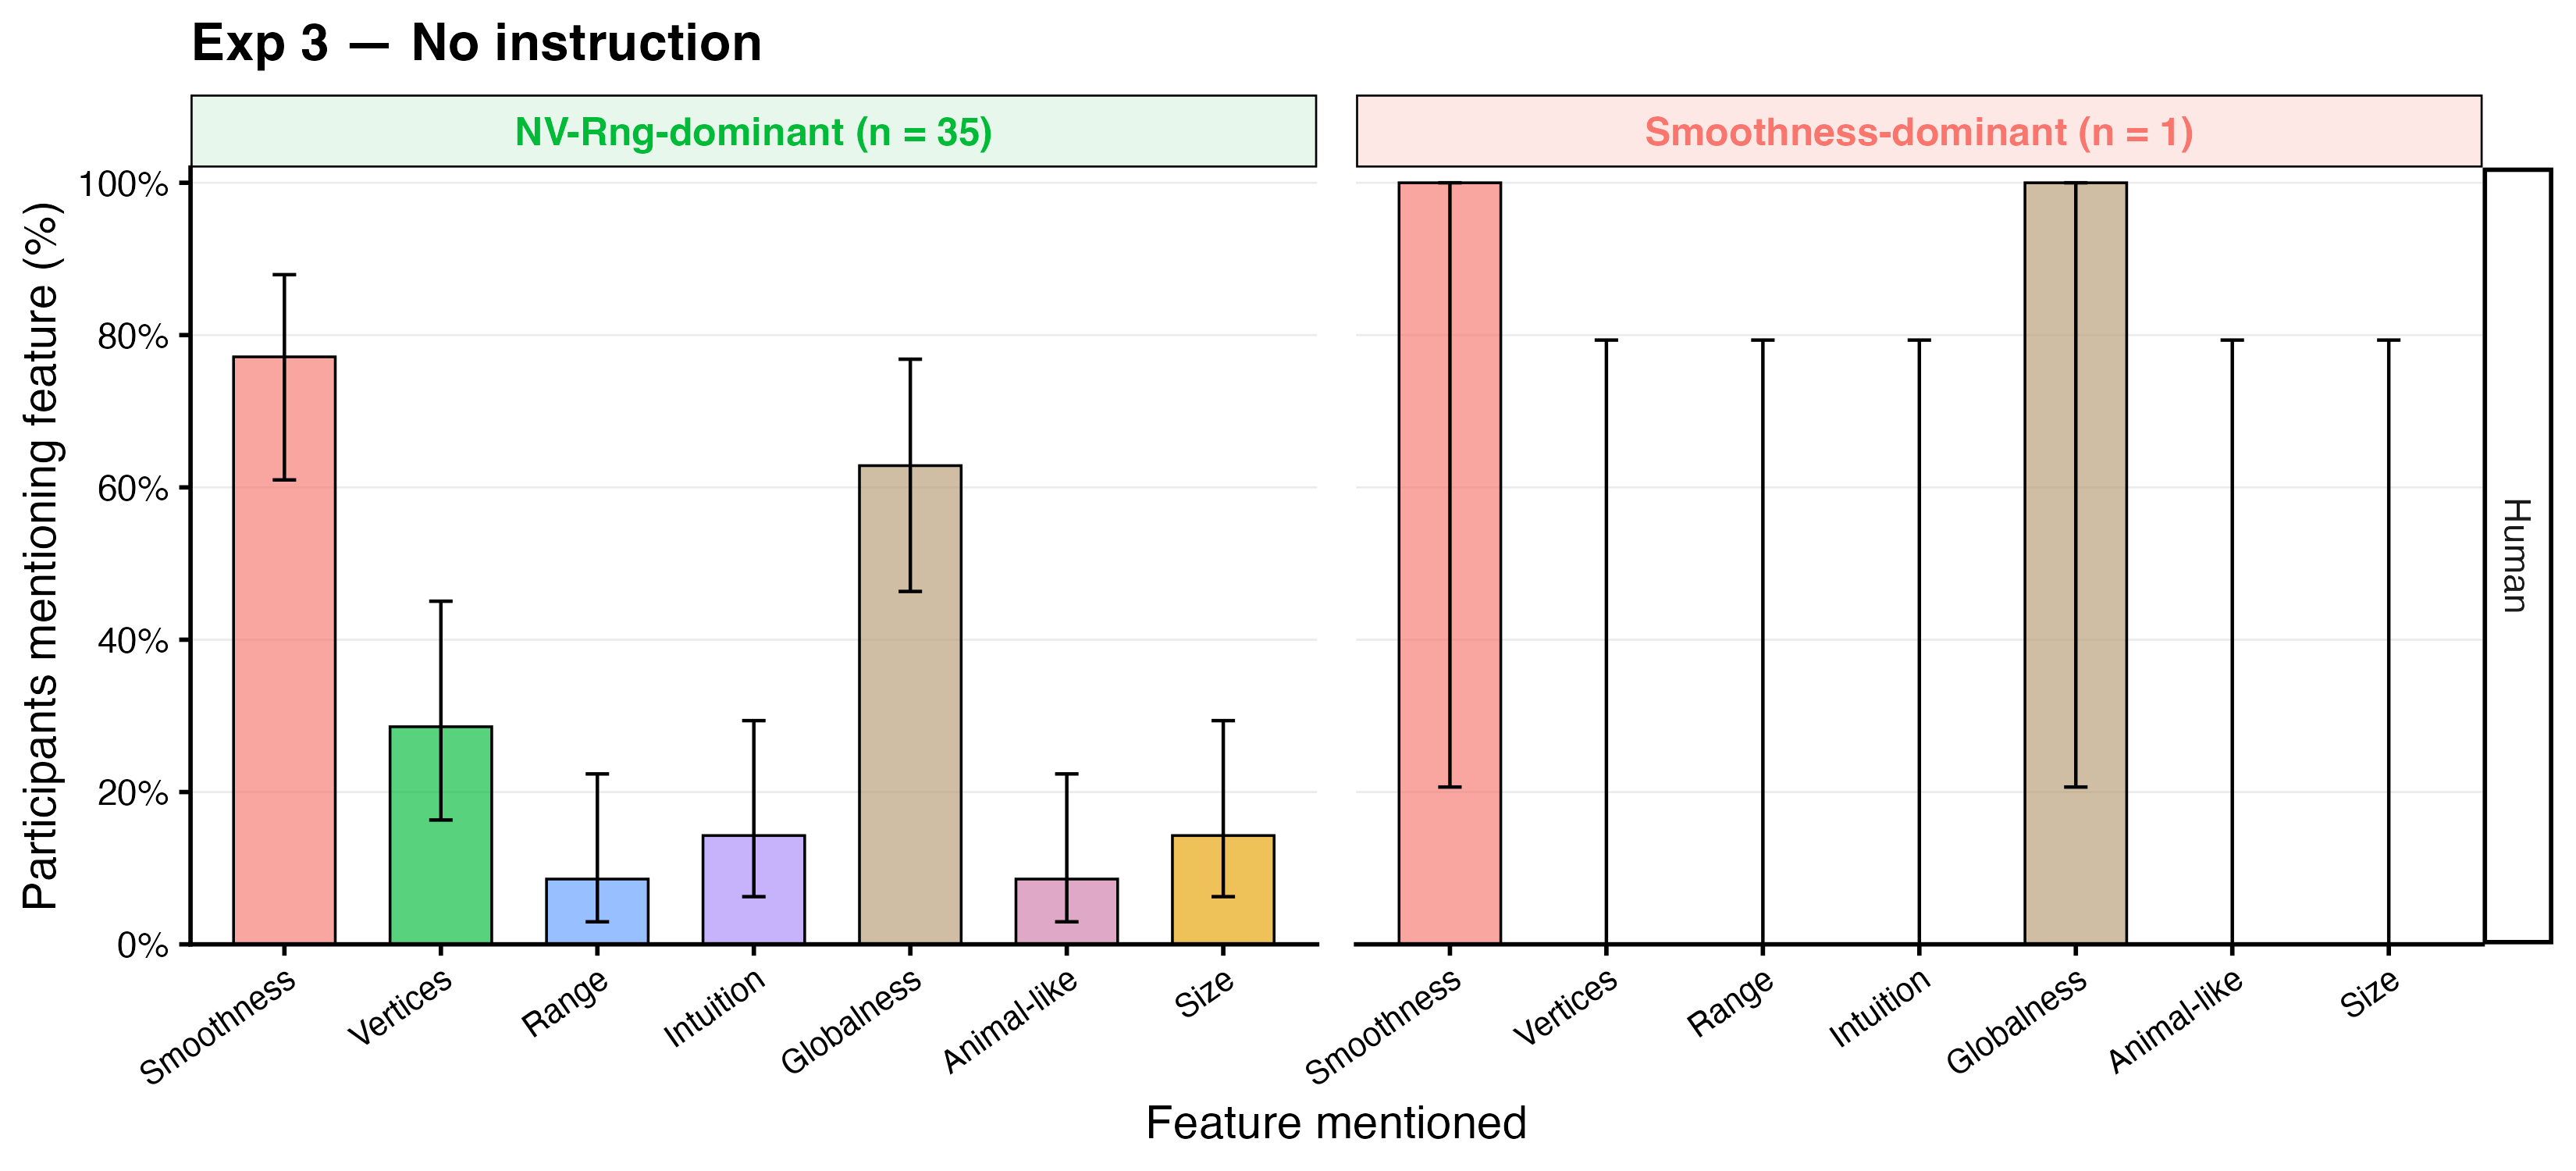 Exp 3 — No instruction
NV-Rng-dominant (n = 35)
Smoothness-dominant (n = 1)
Participants mentioning feature (%)
100%
80%
60%
40%
20%
0%
Human
Smoothness
Vertices
Range
Intuition
Globalness
Animal-like
Size
Smoothness
Vertices
Range
Intuition
Globalness
Animal-like
Size
Feature mentioned